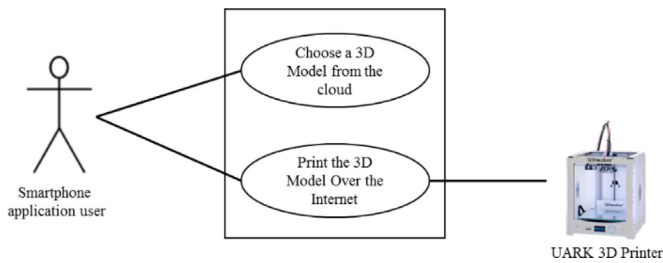 Choose a 3D
Model from the
cloud
Print the 3D
Model Over the
Internet
Smartphone
application user
Ultimaker
UARK 3D Printer